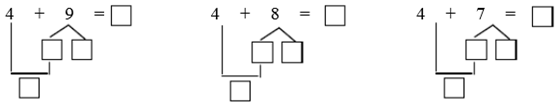 4 + 9 = □ 4 + 8 = □ 4 + 7 = □